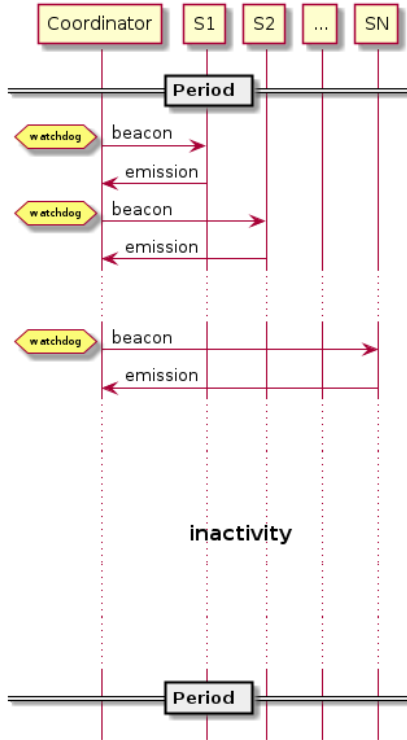 Coordinator S1 S2 ... SN
Period
watchdog beacon
emission
watchdog beacon
emission
watchdog beacon
emission
inactivity
Period